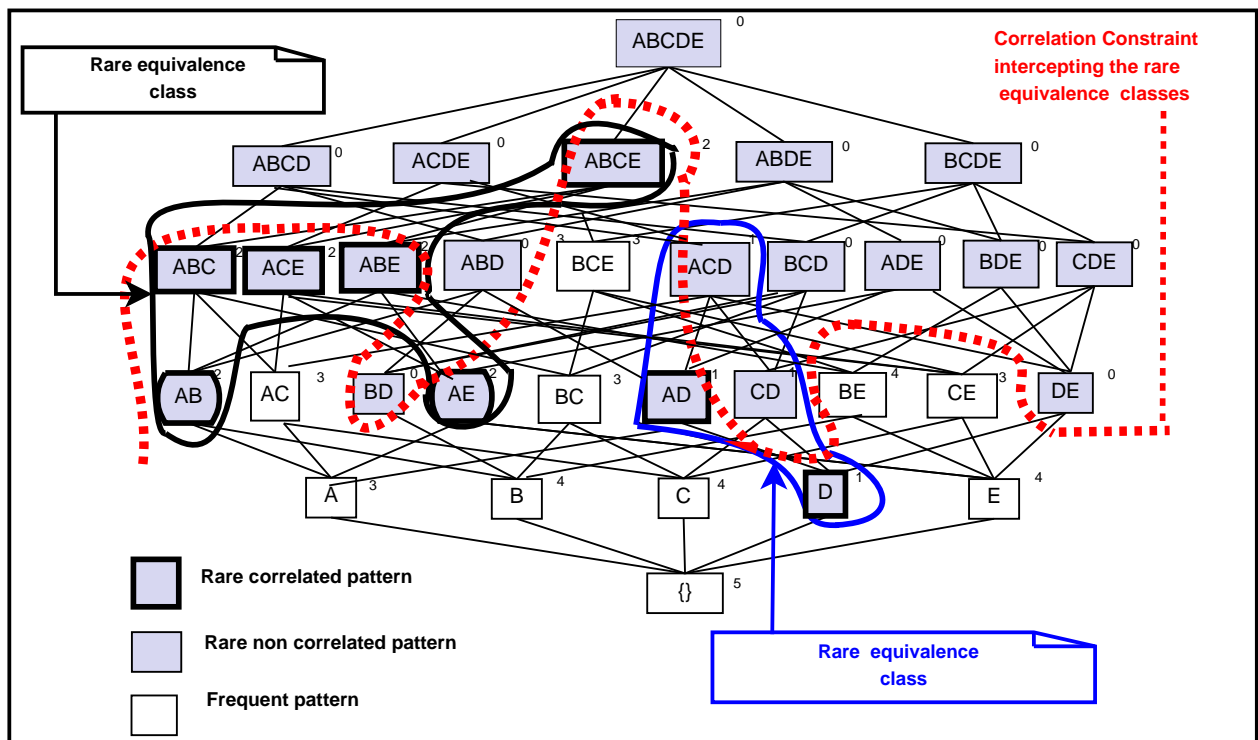 ABCDE 0
Rare equivalence
class
Correlation Constraint
intercepting the rare
equivalence classes
ABCD 0 ACDE 0 ABCE 2 ABDE 0 BCDE 0
ABC 2 ACE 2 ABE 2 ABD 0 BCE 3 3 ACD 1 BCD 0 ADE 0 BDE 0 CDE 0
AB 2 AC 3 BD 0 AE 2 BC 3 AD 1 CD 1 BE 4 CE 3 DE 0
A 3 B 4 C 4 D 1 E 4
{} 5
Rare correlated pattern
Rare non correlated pattern
Frequent pattern
Rare equivalence
class